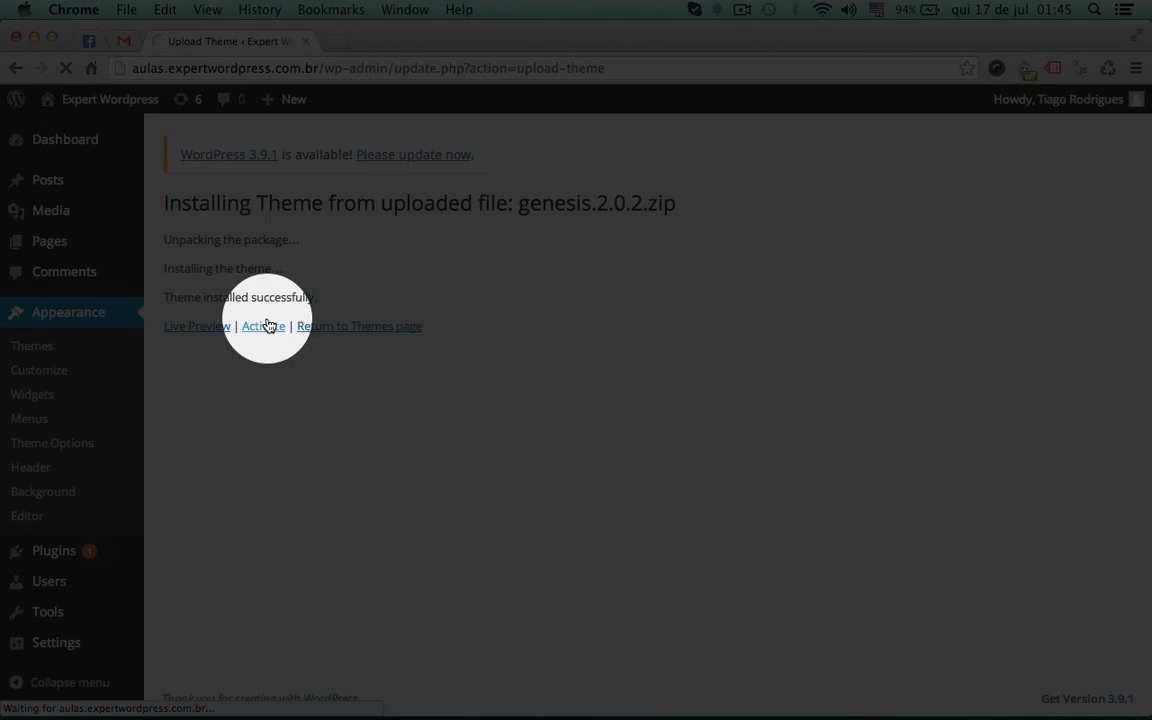 Chrome File Edit View History Bookmarks Window Help 94% qui 17 de jul 01:45
Upload Theme ‹ Expert W
aulas.expertwordpress.com.br/wp-admin/update.php?action=upload-theme
Expert Wordpress 6 0 New Howdy, Tiago Rodrigues
Dashboard
Posts
Media
Pages
Comments
Appearance
Themes
Customize
Widgets
Menus
Theme Options
Header
Background
Editor
Plugins 1
Users
Tools
Settings
Collapse menu
WordPress 3.9.1 is available! Please update now.
Installing Theme from uploaded file: genesis.2.0.2.zip
Unpacking the package…
Installing the theme…
Theme installed successfully.
Live Preview | Activate | Return to Themes page
Thank you for creating with WordPress
Get Version 3.9.1
Waiting for aulas.expertwordpress.com.br...